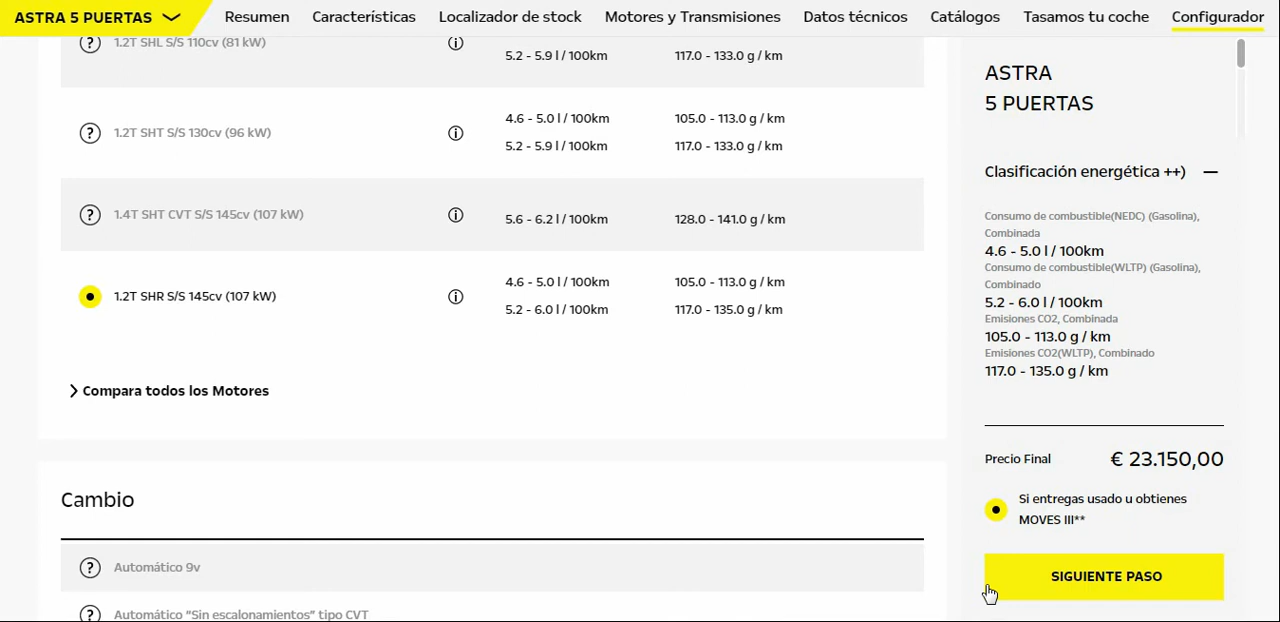 ASTRA 5 PUERTAS
Resumen
Características
Localizador de stock
Motores y Transmisiones
Datos técnicos
Catálogos
Tasamos tu coche
Configurador
1.2T SHL S/S 110cv (81 kW)
5.2 - 5.9 l / 100km
117.0 - 133.0 g / km
1.2T SHT S/S 130cv (96 kW)
4.6 - 5.0 l / 100km
105.0 - 113.0 g / km
5.2 - 5.9 l / 100km
117.0 - 133.0 g / km
1.4T SHT CVT S/S 145cv (107 kW)
5.6 - 6.2 l / 100km
128.0 - 141.0 g / km
1.2T SHR S/S 145cv (107 kW)
4.6 - 5.0 l / 100km
105.0 - 113.0 g / km
5.2 - 6.0 l / 100km
117.0 - 135.0 g / km
Compara todos los Motores
Cambio
Automático 9v
Automático "Sin escalonamientos" tipo CVT
ASTRA
5 PUERTAS
Clasificación energética ++)
Consumo de combustible(NEDC) (Gasolina),
Combinada
4.6 - 5.0 l / 100km
Consumo de combustible(WLTP) (Gasolina),
Combinado
5.2 - 6.0 l / 100km
Emisiones CO2, Combinada
105.0 - 113.0 g / km
Emisiones CO2(WLTP), Combinado
117.0 - 135.0 g / km
Precio Final
€ 23.150,00
Si entregas usado u obtienes
MOVES III**
SIGUIENTE PASO